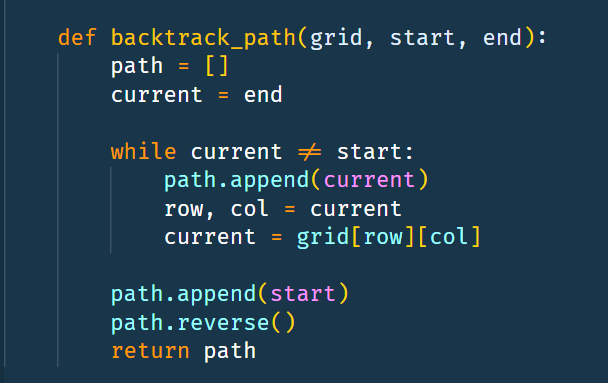 def backtrack_path(grid, start, end):
    path = []
    current = end

    while current ≠ start:
        path.append(current)
        row, col = current
        current = grid[row][col]

    path.append(start)
    path.reverse()
    return path